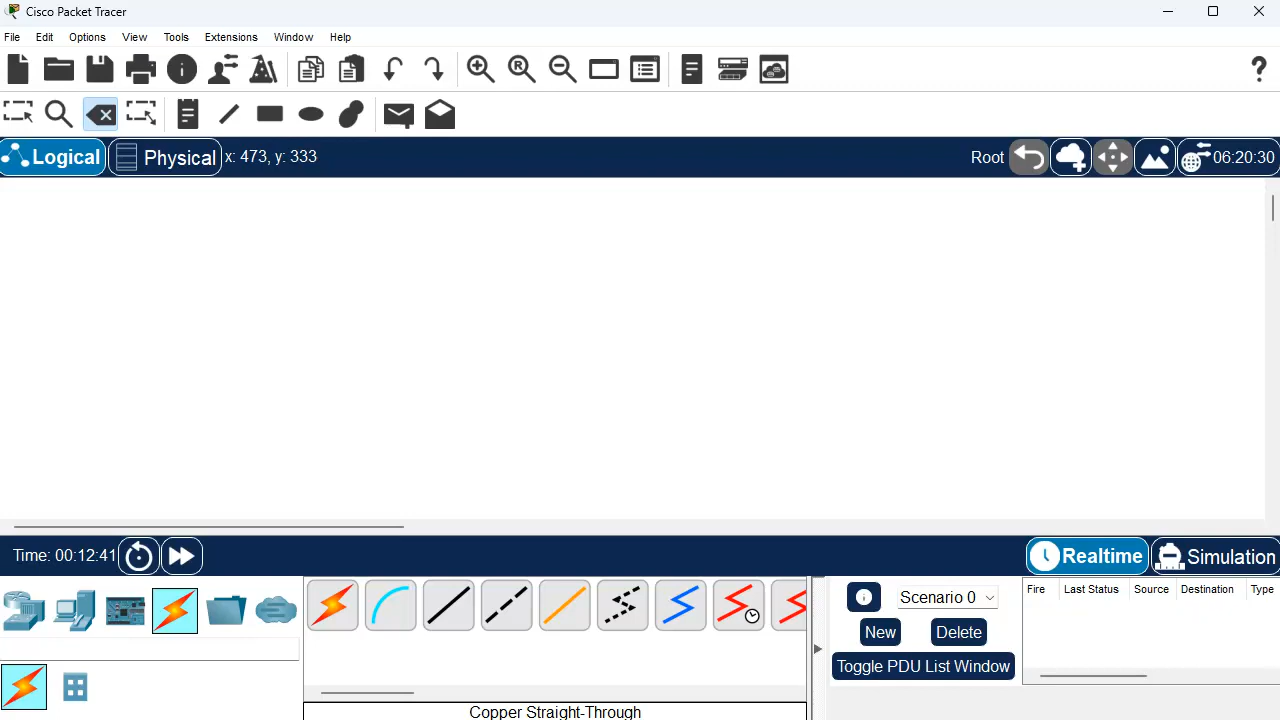 Cisco Packet Tracer
File Edit Options View Tools Extensions Window Help
Logical Physical x: 473, y: 333 Root 06:20:30
Time: 00:12:41 Realtime Simulation
Scenario 0 Fire Last Status Source Destination Type
New Delete
Toggle PDU List Window
Copper Straight-Through